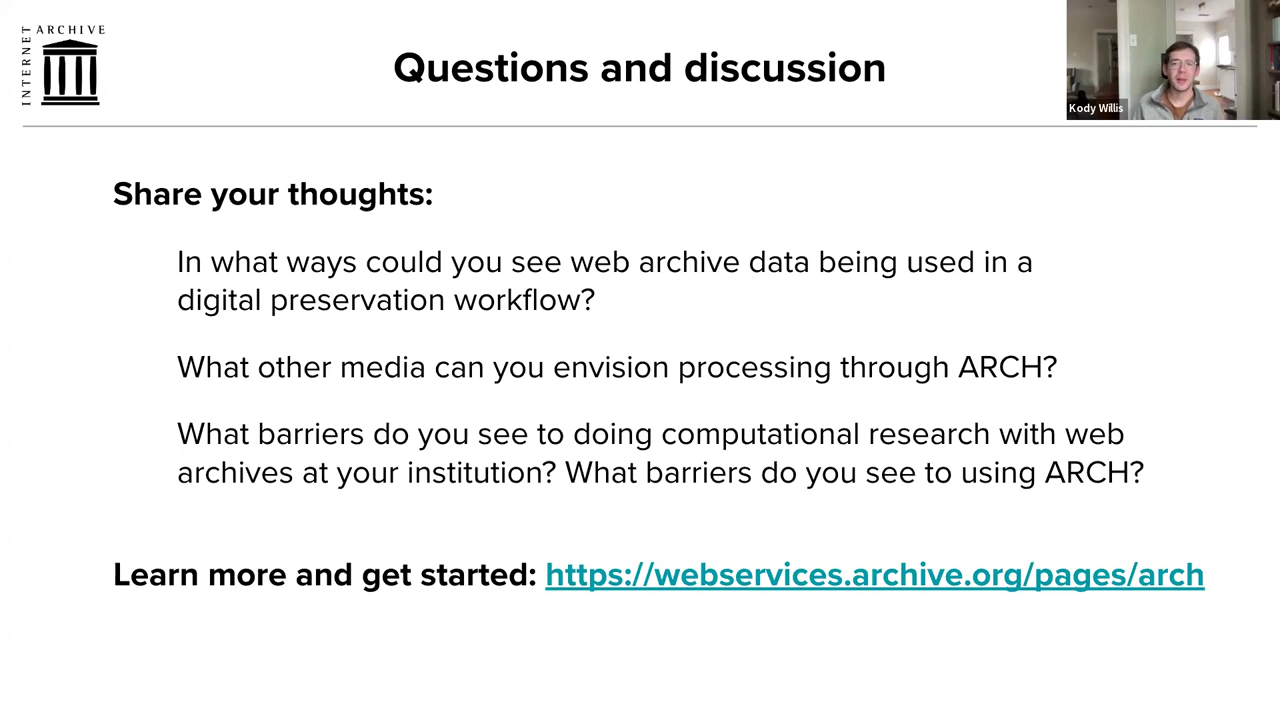 INTERNET ARCHIVE
Questions and discussion
Kody Willis
Share your thoughts:
In what ways could you see web archive data being used in a
digital preservation workflow?
What other media can you envision processing through ARCH?
What barriers do you see to doing computational research with web
archives at your institution? What barriers do you see to using ARCH?
Learn more and get started: https://webservices.archive.org/pages/arch